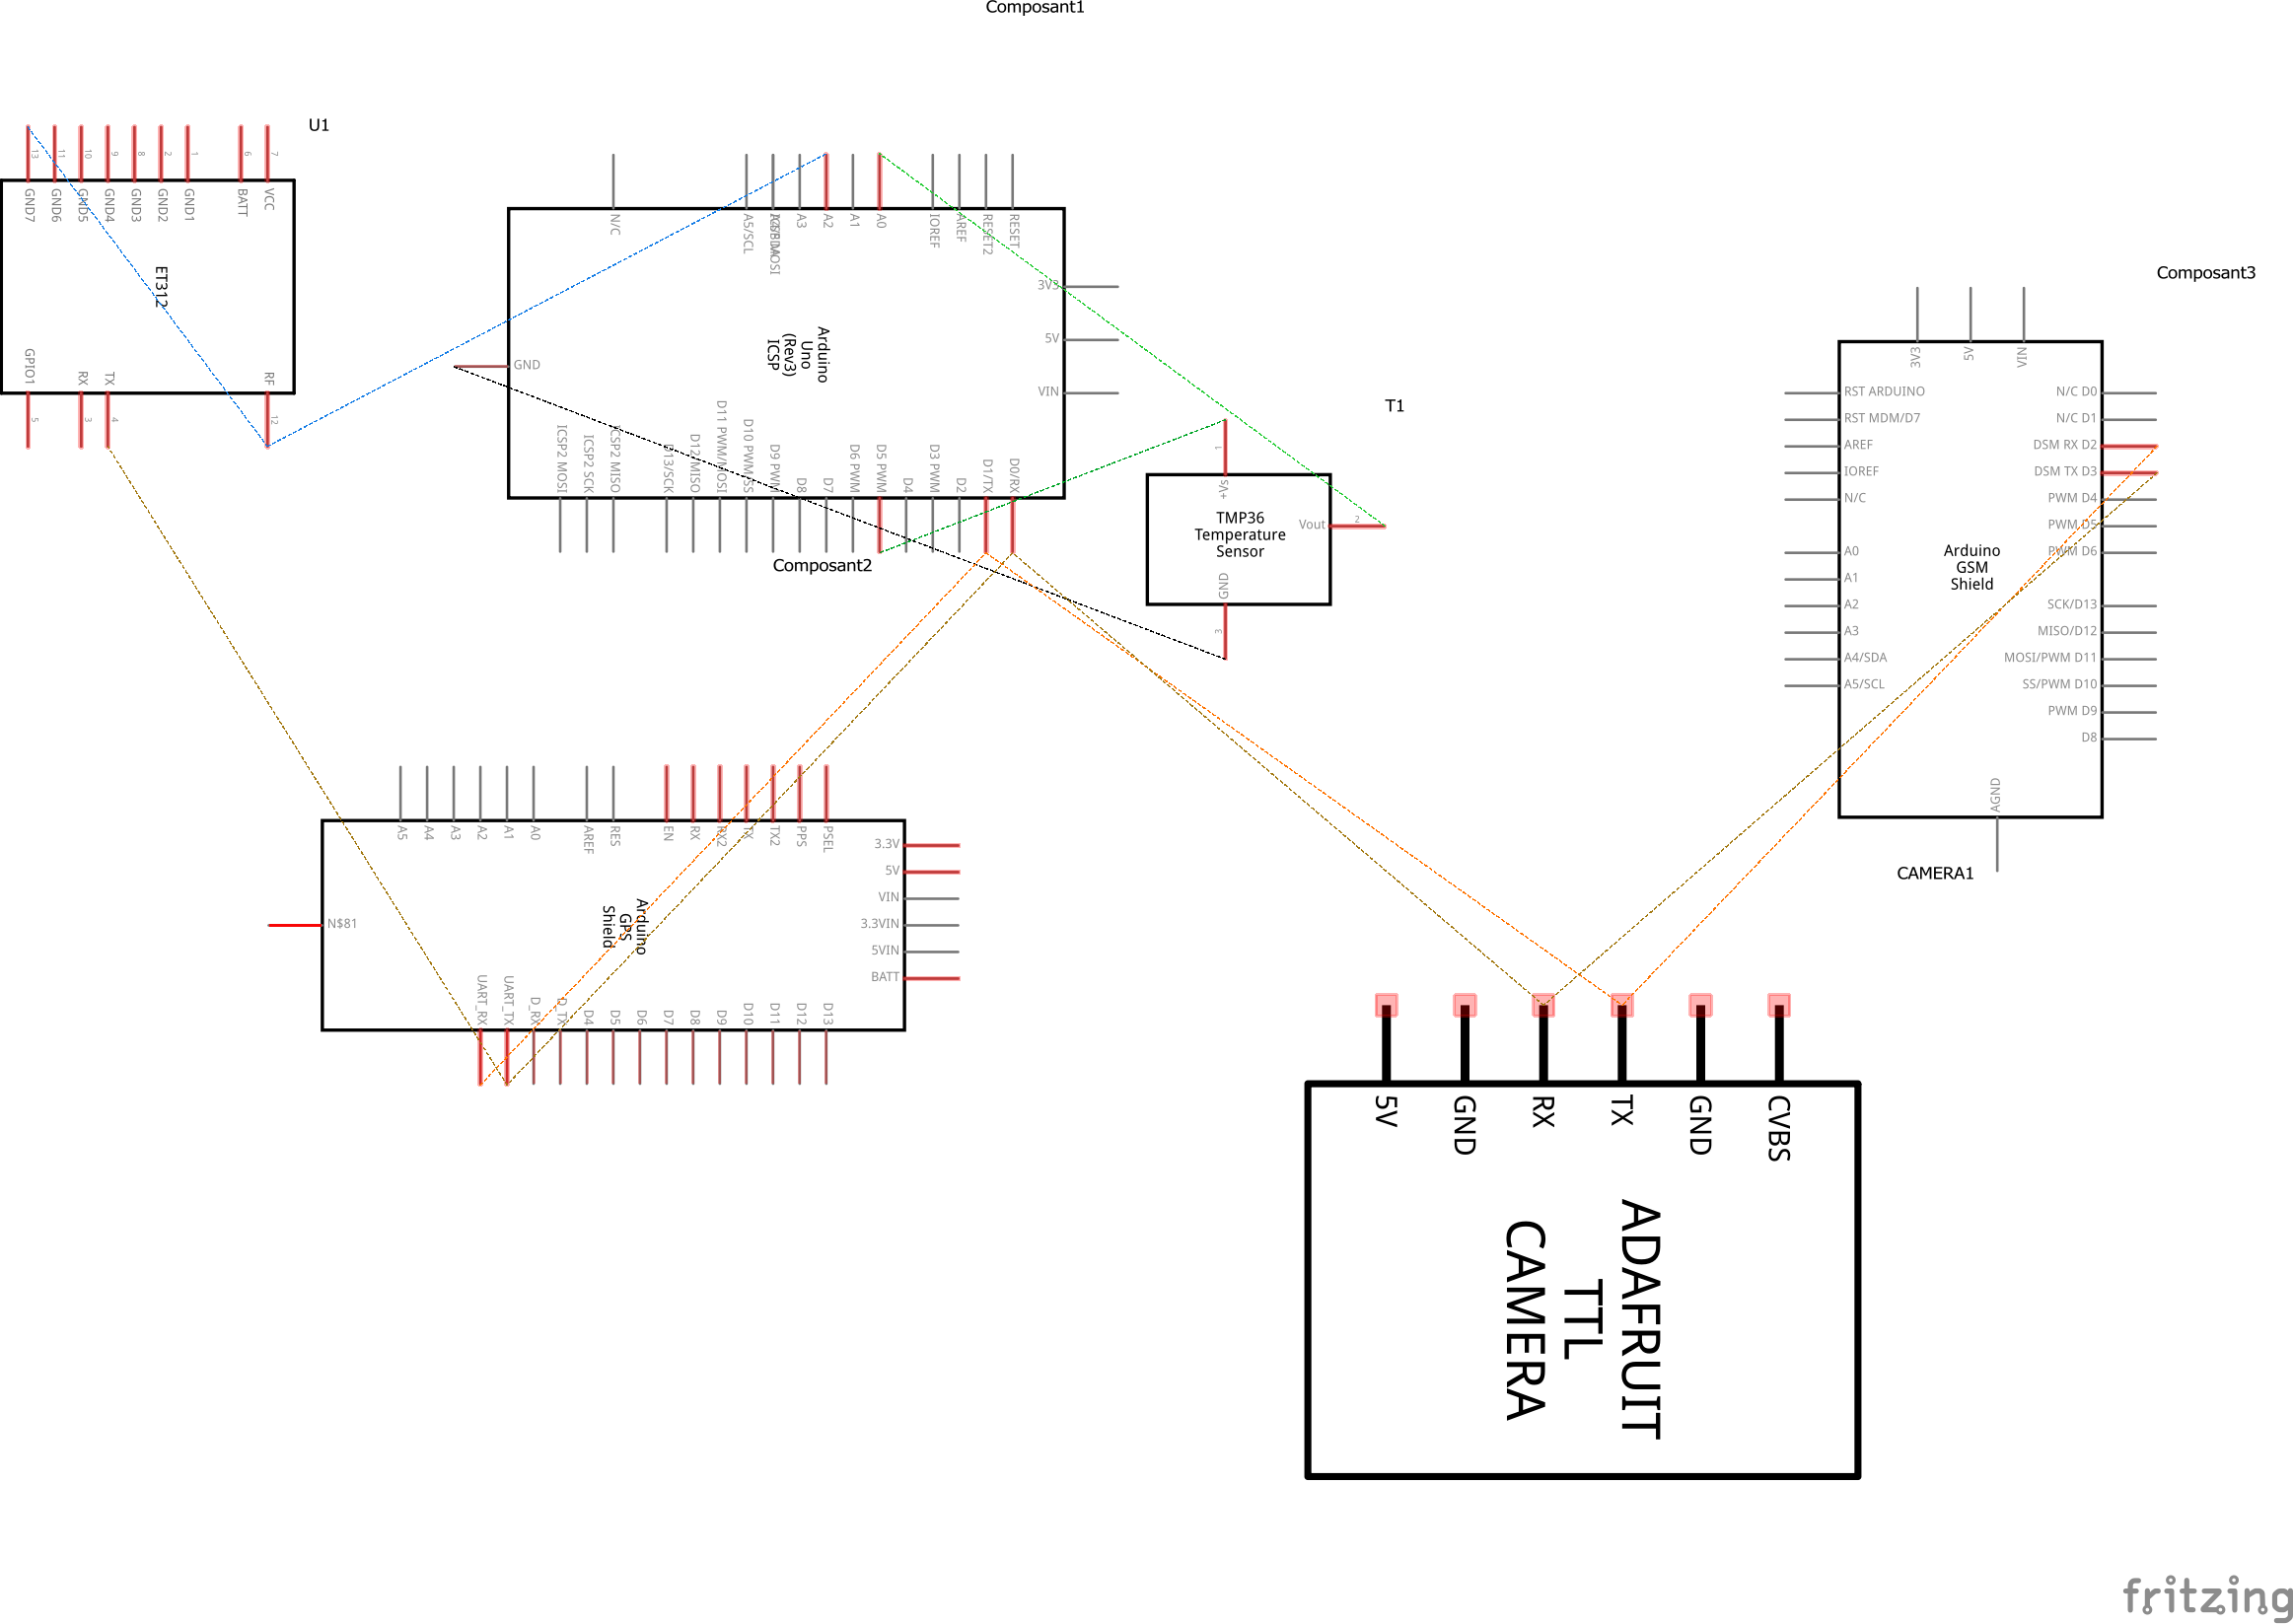 Composant1
U1
13
11
10
9
8
2
1
6
7
GND7
GND6
GND5
GND4
GND3
GND2
GND1
BATT
VCC
ET312
GPIO1
RX
TX
RF
5
3
4
12
N/C
A5/SCL
A3
A2
A1
A0
IOREF
AREF
RESET2
RESET
3V3
5V
VIN
GND
Arduino
Uno
(Rev3)
ICSP
ICSP2 MOSI
ICSP2 SCK
ICSP2 MISO
D13/SCK
D12/MISO
D11 PWM/MOSI
D10 PWM/SS
D9 PWM
D8
D7
D6 PWM
D5 PWM
D4
D3 PWM
D2
D1/TX
D0/RX
Composant2
T1
1
TMP36
Temperature
Sensor
Vout
2
GND
3
Composant3
3V3
5V
VIN
RST ARDUINO
RST MDM/D7
AREF
IOREF
N/C
A0
A1
A2
A3
A4/SDA
A5/SCL
Arduino
GSM
Shield
N/C D0
N/C D1
DSM RX D2
DSM TX D3
PWM D4
PWM D5
PWM D6
SCK/D13
MISO/D12
MOSI/PWM D11
SS/PWM D10
PWM D9
D8
AGND
CAMERA1
A5
A4
A3
A2
A1
A0
AREF
RES
EN
RX
RX2
TX
TX2
PPS
PSEL
3.3V
5V
VIN
3.3VIN
5VIN
BATT
N$81
Arduino
GPS
Shield
UART_RX
UART_TX
D_RX
D_TX
D4
D5
D6
D7
D8
D9
D10
D11
D12
D13
5V
GND
RX
TX
GND
CVBS
ADAFRUIT
TTL
CAMERA
fritzing